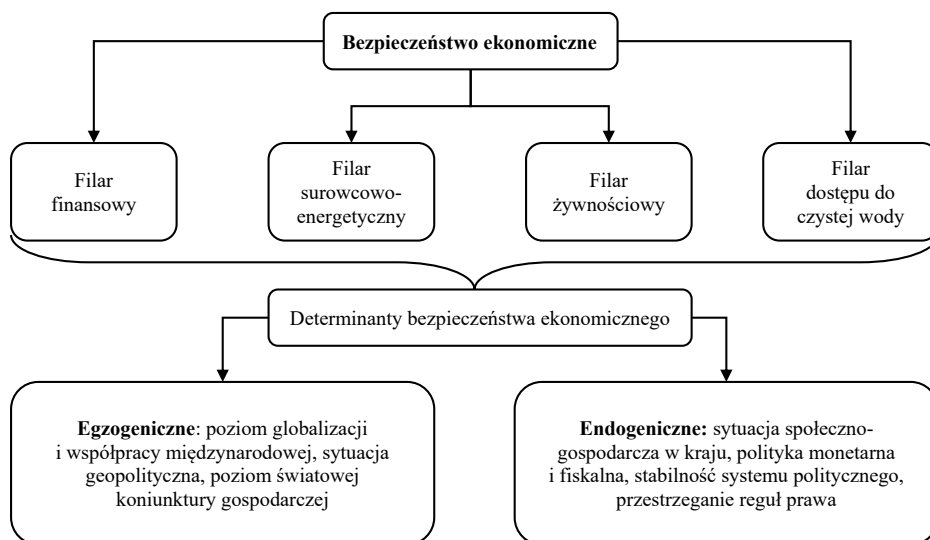 Bezpieczeństwo ekonomiczne
Filar
finansowy
Filar
surowcowo-
energetyczny
Filar
żywnościowy
Filar
dostępu do
czystej wody
Determinanty bezpieczeństwa ekonomicznego
Egzogeniczne: poziom globalizacji
i współpracy międzynarodowej, sytuacja
geopolityczna, poziom światowej
koniunktury gospodarczej
Endogeniczne: sytuacja społeczno-
gospodarcza w kraju, polityka monetarna
i fiskalna, stabilność systemu politycznego,
przestrzeganie reguł prawa